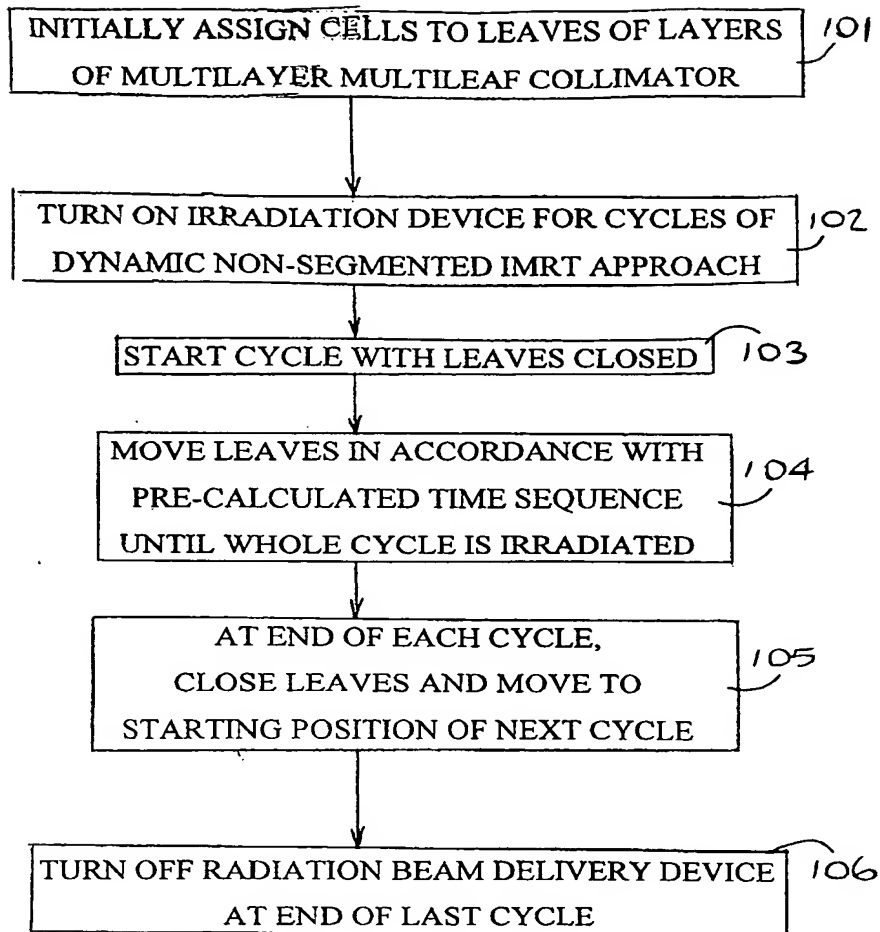 INITIALLY ASSIGN CELLS TO LEAVES OF LAYERS
OF MULTILAYER MULTILEAF COLLIMATOR
101
TURN ON IRRADIATION DEVICE FOR CYCLES OF
DYNAMIC NON-SEGMENTED IMRT APPROACH
102
START CYCLE WITH LEAVES CLOSED
103
MOVE LEAVES IN ACCORDANCE WITH
PRE-CALCULATED TIME SEQUENCE
UNTIL WHOLE CYCLE IS IRRADIATED
104
AT END OF EACH CYCLE,
CLOSE LEAVES AND MOVE TO
STARTING POSITION OF NEXT CYCLE
105
TURN OFF RADIATION BEAM DELIVERY DEVICE
AT END OF LAST CYCLE
106